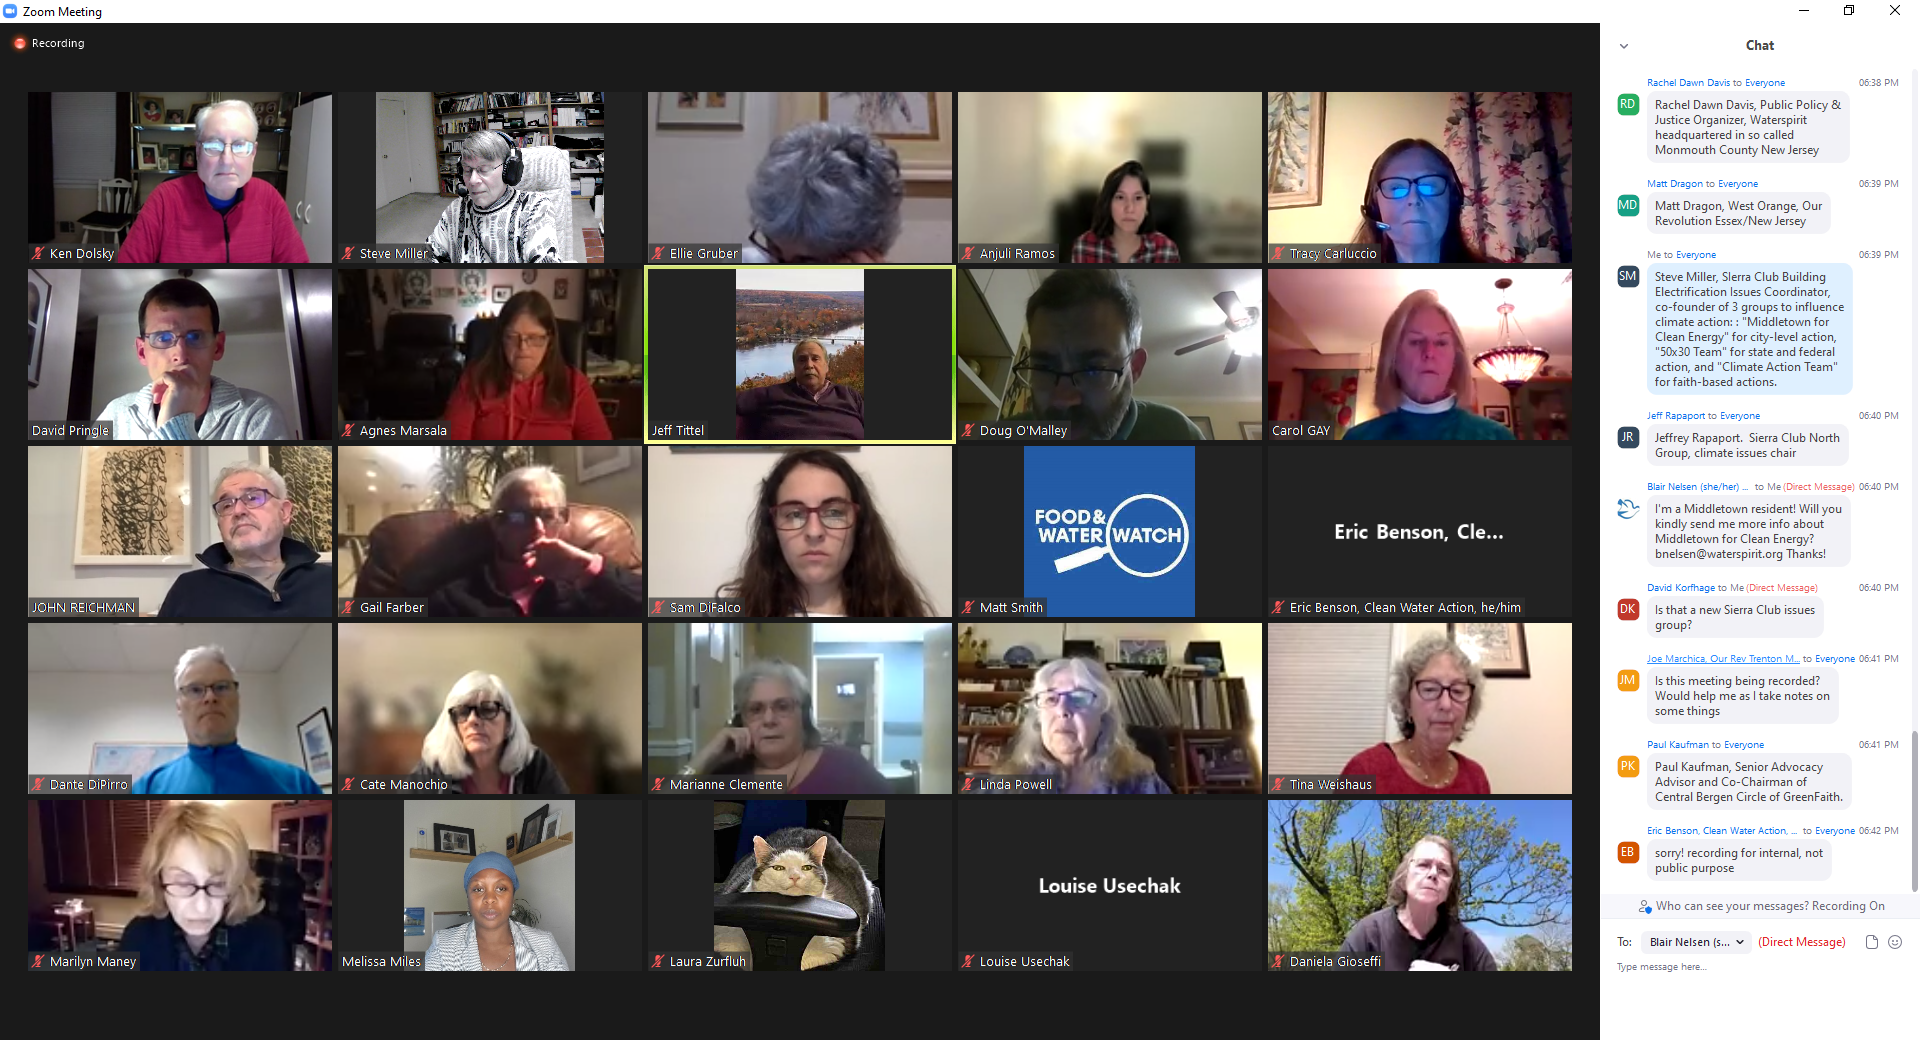 Zoom Meeting
Recording
Ken Dolsky
Steve Miller
Ellie Gruber
Anjuli Ramos
Tracy Carluccio
David Pringle
Agnes Marsala
Jeff Tittel
Doug O'Malley
Carol GAY
JOHN REICHMAN
Gail Farber
Sam DiFalco
FOOD &
WATER WATCH
Matt Smith
Eric Benson, Cle...
Eric Benson, Clean Water Action, he/him
Dante DiPirro
Cate Manochio
Marianne Clemente
Linda Powell
Tina Weishaus
Marilyn Maney
Melissa Miles
Laura Zurfluh
Louise Usechak
Louise Usechak
Daniela Gioseffi
Chat
Rachel Dawn Davis to Everyone 06:38 PM
RD
Rachel Dawn Davis, Public Policy &
Justice Organizer, Waterspirit
headquartered in so called
Monmouth County New Jersey
Matt Dragon to Everyone 06:39 PM
MD
Matt Dragon, West Orange, Our
Revolution Essex/New Jersey
Me to Everyone 06:39 PM
SM
Steve Miller, SIerra Club Building
Electrification Issues Coordinator,
co-founder of 3 groups to influence
climate action: : "Middletown for
Clean Energy" for city-level action,
"50x30 Team" for state and federal
action, and "Climate Action Team"
for faith-based actions.
Jeff Rapaport to Everyone 06:40 PM
JR
Jeffrey Rapaport. Sierra Club North
Group, climate issues chair
Blair Nelsen (she/her) ... to Me (Direct Message) 06:40 PM
I'm a Middletown resident! Will you
kindly send me more info about
Middletown for Clean Energy?
bnelsen@waterspirit.org Thanks!
David Korfhage to Me (Direct Message) 06:40 PM
DK
Is that a new Sierra Club issues
group?
Joe Marchica, Our Rev Trenton M... to Everyone 06:41 PM
JM
Is this meeting being recorded?
Would help me as I take notes on
some things
Paul Kaufman to Everyone 06:41 PM
PK
Paul Kaufman, Senior Advocacy
Advisor and Co-Chairman of
Central Bergen Circle of GreenFaith.
Eric Benson, Clean Water Action, ... to Everyone 06:42 PM
EB
sorry! recording for internal, not
public purpose
Who can see your messages? Recording On
To: Blair Nelsen (s... (Direct Message)
Type message here...